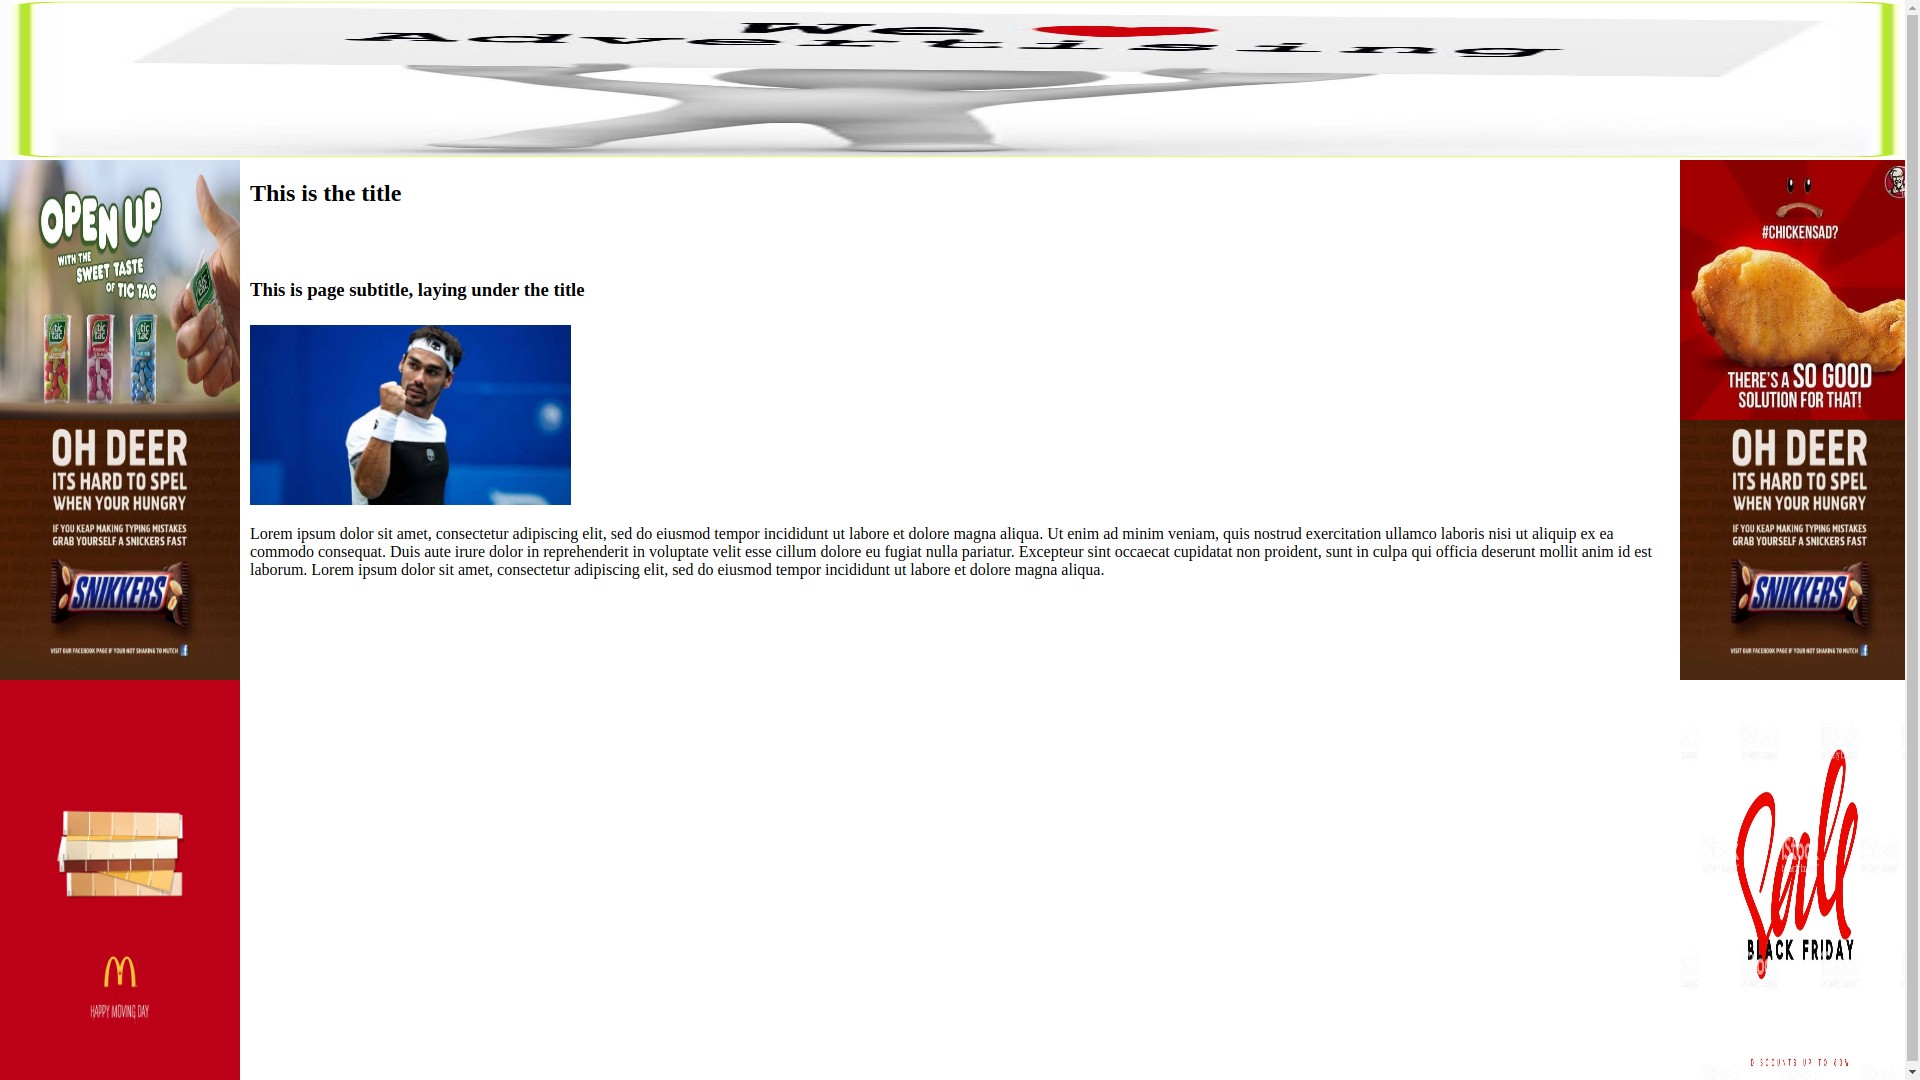 We
Advertising
OPEN UP
WITH THE
SWEET TASTE
OF TIC TAC
tic tac
tic tac
tic tac
OH DEER
ITS HARD TO SPEL
WHEN YOUR HUNGRY
IF YOU KEAP MAKING TYPING MISTAKES
GRAB YOURSELF A SNICKERS FAST
SNIKKERS
VISIT OUR FACEBOOK PAGE IF YOUR NOT SHAKING TO MUTCH
HAPPY MOVING DAY
This is the title
This is page subtitle, laying under the title
Lorem ipsum dolor sit amet, consectetur adipiscing elit, sed do eiusmod tempor incididunt ut labore et dolore magna aliqua. Ut enim ad minim veniam, quis nostrud exercitation ullamco laboris nisi ut aliquip ex ea
commodo consequat. Duis aute irure dolor in reprehenderit in voluptate velit esse cillum dolore eu fugiat nulla pariatur. Excepteur sint occaecat cupidatat non proident, sunt in culpa qui officia deserunt mollit anim id est
laborum. Lorem ipsum dolor sit amet, consectetur adipiscing elit, sed do eiusmod tempor incididunt ut labore et dolore magna aliqua.
#CHICKENSAD?
THERE'S A SO GOOD
SOLUTION FOR THAT!
OH DEER
ITS HARD TO SPEL
WHEN YOUR HUNGRY
IF YOU KEAP MAKING TYPING MISTAKES
GRAB YOURSELF A SNICKERS FAST
SNIKKERS
VISIT OUR FACEBOOK PAGE IF YOUR NOT SHAKING TO MUTCH
Sale
iStock
BLACK FRIDAY
DISCOUNTS UP TO 80%